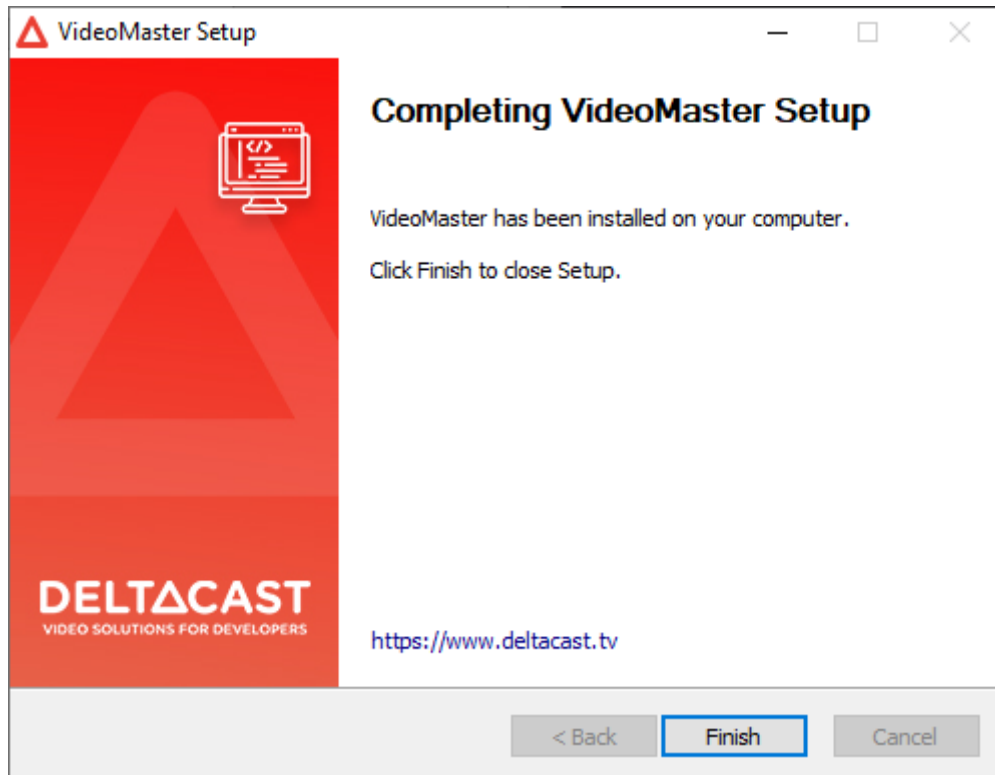 VideoMaster Setup
Completing VideoMaster Setup
VideoMaster has been installed on your computer.
Click Finish to close Setup.
</>
DELTACAST
VIDEO SOLUTIONS FOR DEVELOPERS
https://www.deltacast.tv
< Back
Finish
Cancel